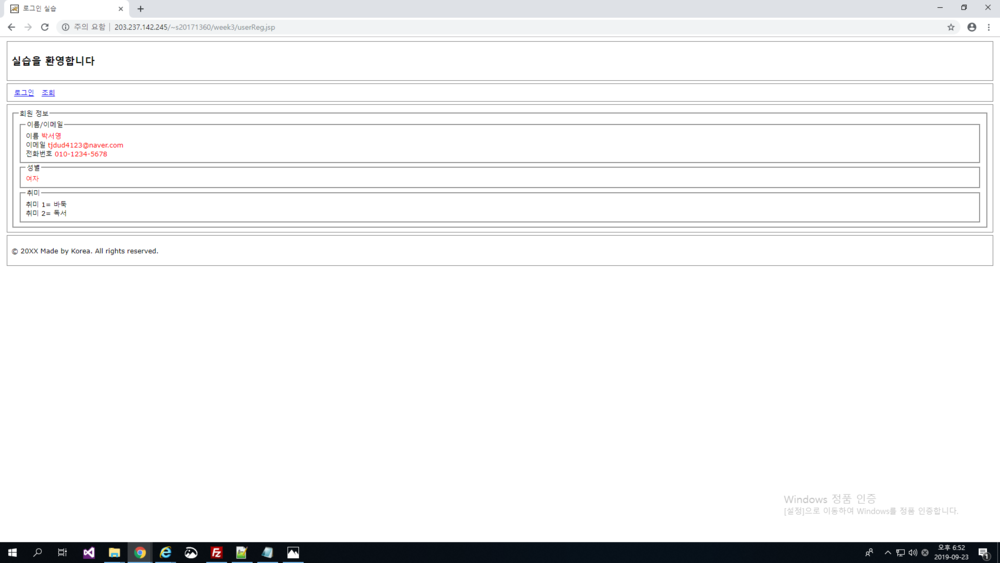 로그인 실습
주의 요함 | 203.237.142.245/~s20171360/week3/userReg.jsp
실습을 환영합니다
로그인 조회
회원 정보
이름/이메일
이름 박서영
이메일 tjdud4123@naver.com
전화번호 010-1234-5678
성별
여자
취미
취미 1= 바둑
취미 2= 독서
© 20XX Made by Korea. All rights reserved.
Windows 정품 인증
[설정]으로 이동하여 Windows를 정품 인증합니다.
오후 6:52
2019-09-23
1